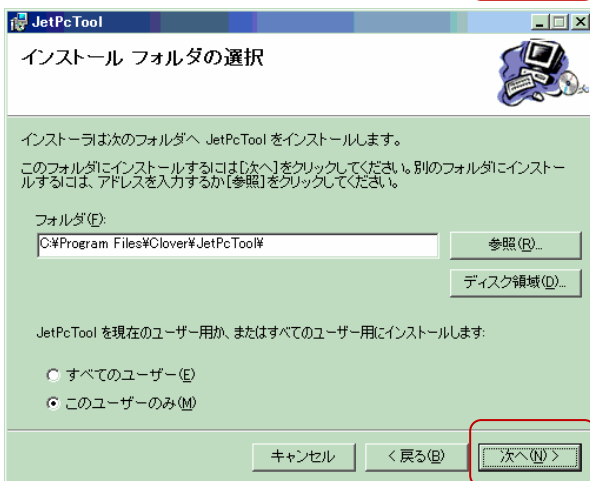 JetPcTool
インストール フォルダの選択
インストーラは次のフォルダへ JetPcTool をインストールします。
このフォルダにインストールするには[次へ]をクリックしてください。別のフォルダにインストー
ルするには、アドレスを入力するか[参照]をクリックしてください。
フォルダ(F):
C:¥Program Files¥Clover¥JetPcTool¥
参照(R)...
ディスク領域(D)...
JetPcTool を現在のユーザー用か、またはすべてのユーザー用にインストールします:
すべてのユーザー(E)
このユーザーのみ(M)
キャンセル
< 戻る(B)
次へ(N) >